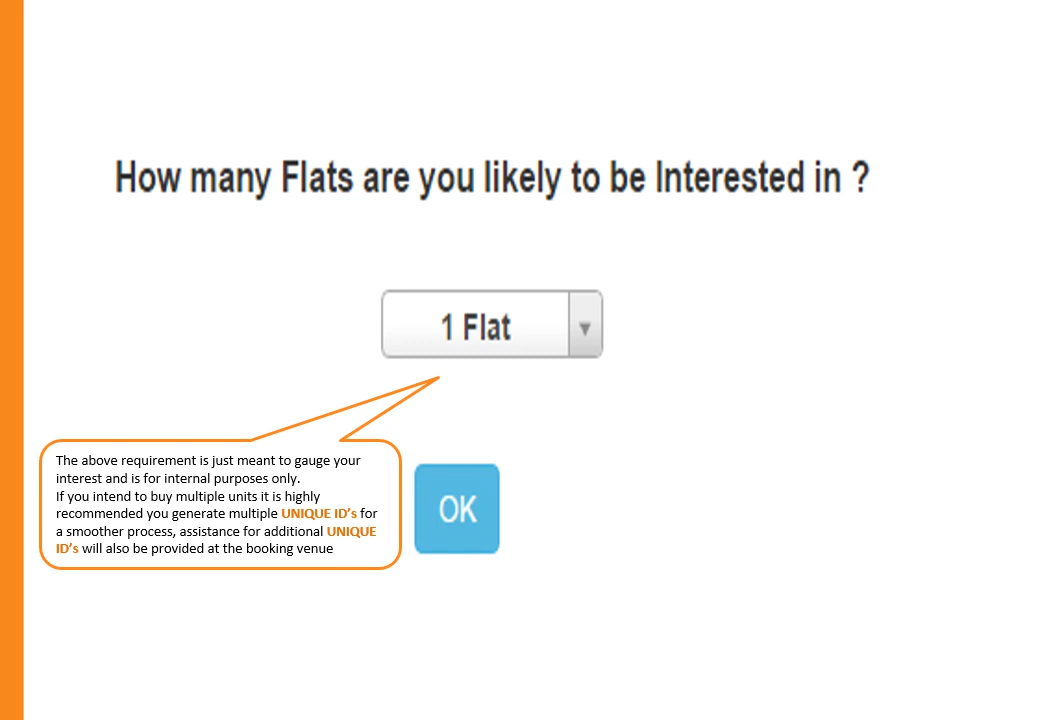 How many Flats are you likely to be Interested in ?
1 Flat
The above requirement is just meant to gauge your
interest and is for internal purposes only.
If you intend to buy multiple units it is highly
recommended you generate multiple UNIQUE ID's for
a smoother process, assistance for additional UNIQUE
ID's will also be provided at the booking venue
OK